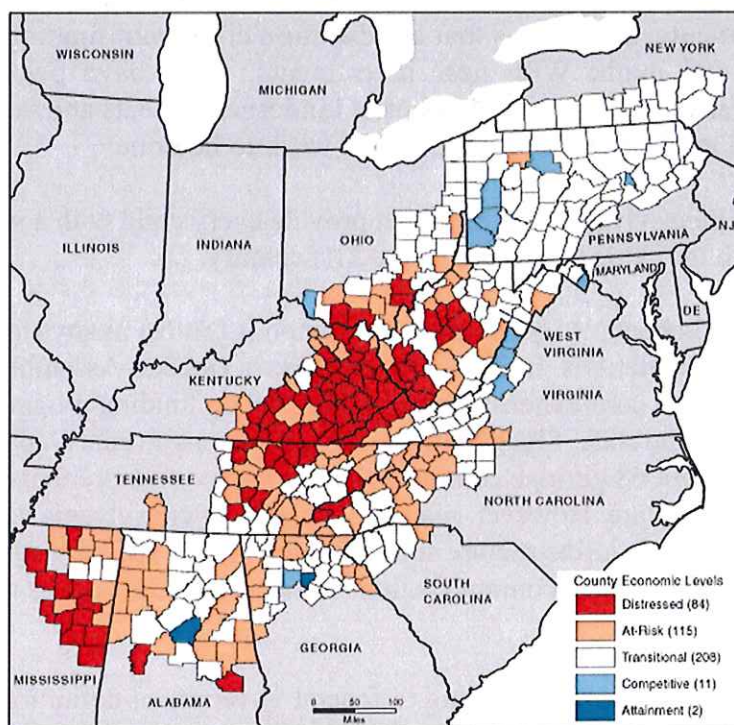 WISCONSIN
MICHIGAN
NEW YORK
ILLINOIS
INDIANA
OHIO
PENNSYLVANIA
NJ
MARYLAND
DE
WEST
VIRGINIA
KENTUCKY
VIRGINIA
TENNESSEE
NORTH CAROLINA
SOUTH
CAROLINA
GEORGIA
MISSISSIPPI
ALABAMA
County Economic Levels
Distressed (84)
At-Risk (115)
Transitional (208)
Competitive (11)
Attainment (2)
0 50 100
Miles